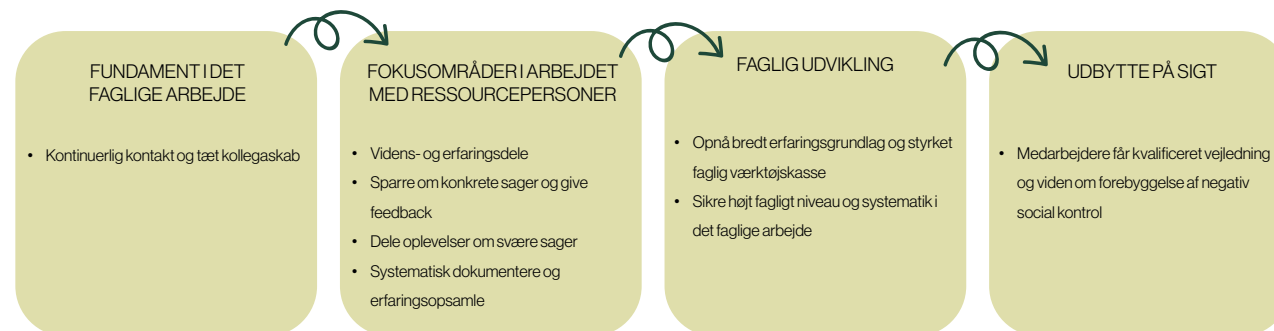 FUNDAMENT I DET
FAGLIGE ARBEJDE
• Kontinuerlig kontakt og tæt kollegaskab
FOKUSOMRÅDER I ARBEJDET
MED RESSOURCEPERSONER
• Videns- og erfaringsdele
• Sparre om konkrete sager og give
feedback
• Dele oplevelser om svære sager
• Systematisk dokumentere og
erfaringsopsamle
FAGLIG UDVIKLING
• Opnå bredt erfaringsgrundlag og styrket
faglig værktøjskasse
• Sikre højt fagligt niveau og systematik i
det faglige arbejde
UDBYTTE PÅ SIGT
• Medarbejdere får kvalificeret vejledning
og viden om forebyggelse af negativ
social kontrol